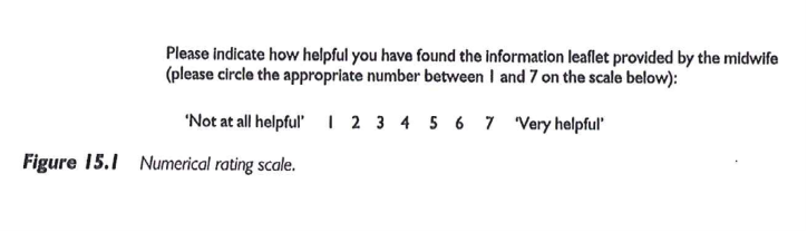 Please indicate how helpful you have found the information leaflet provided by the midwife
(please circle the appropriate number between 1 and 7 on the scale below):
'Not at all helpful' 1 2 3 4 5 6 7 'Very helpful'
Figure 15.1 Numerical rating scale.